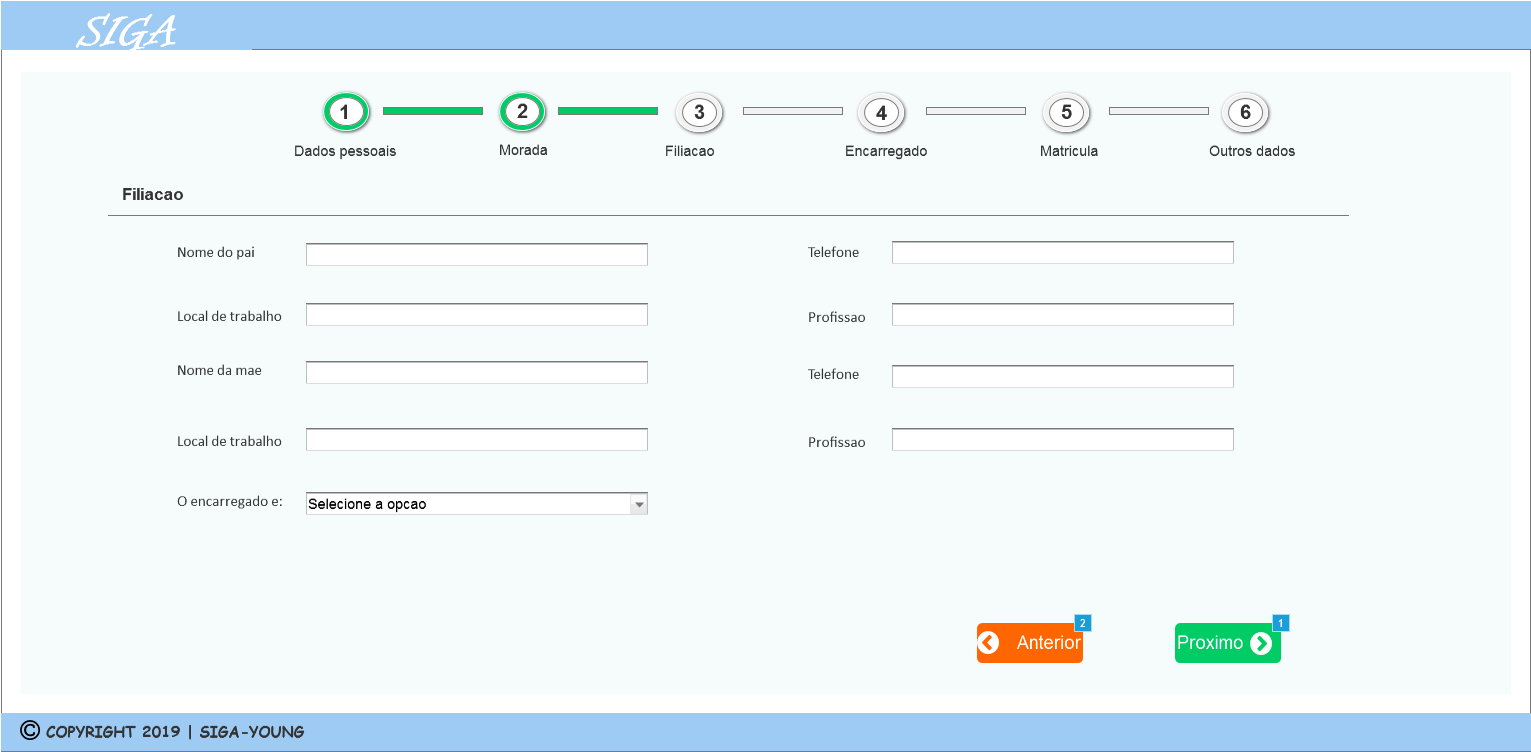 SIGA
1 2 3 4 5 6
Dados pessoais Morada Filiacao Encarregado Matricula Outros dados
Filiacao
Nome do pai Telefone
Local de trabalho Profissao
Nome da mae Telefone
Local de trabalho Profissao
O encarregado e: Selecione a opcao
2 1
Anterior Proximo
© COPYRIGHT 2019 | SIGA-YOUNG